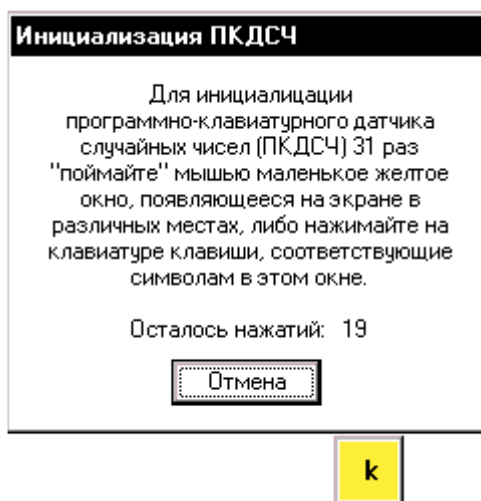 Инициализация ПКДСЧ
Для инициалицации
программно-клавиатурного датчика
случайных чисел (ПКДСЧ) 31 раз
"поймайте" мышью маленькое желтое
окно, появляющееся на экране в
различных местах, либо нажимайте на
клавиатуре клавиши, соответствующие
символам в этом окне.
Осталось нажатий: 19
Отмена
k